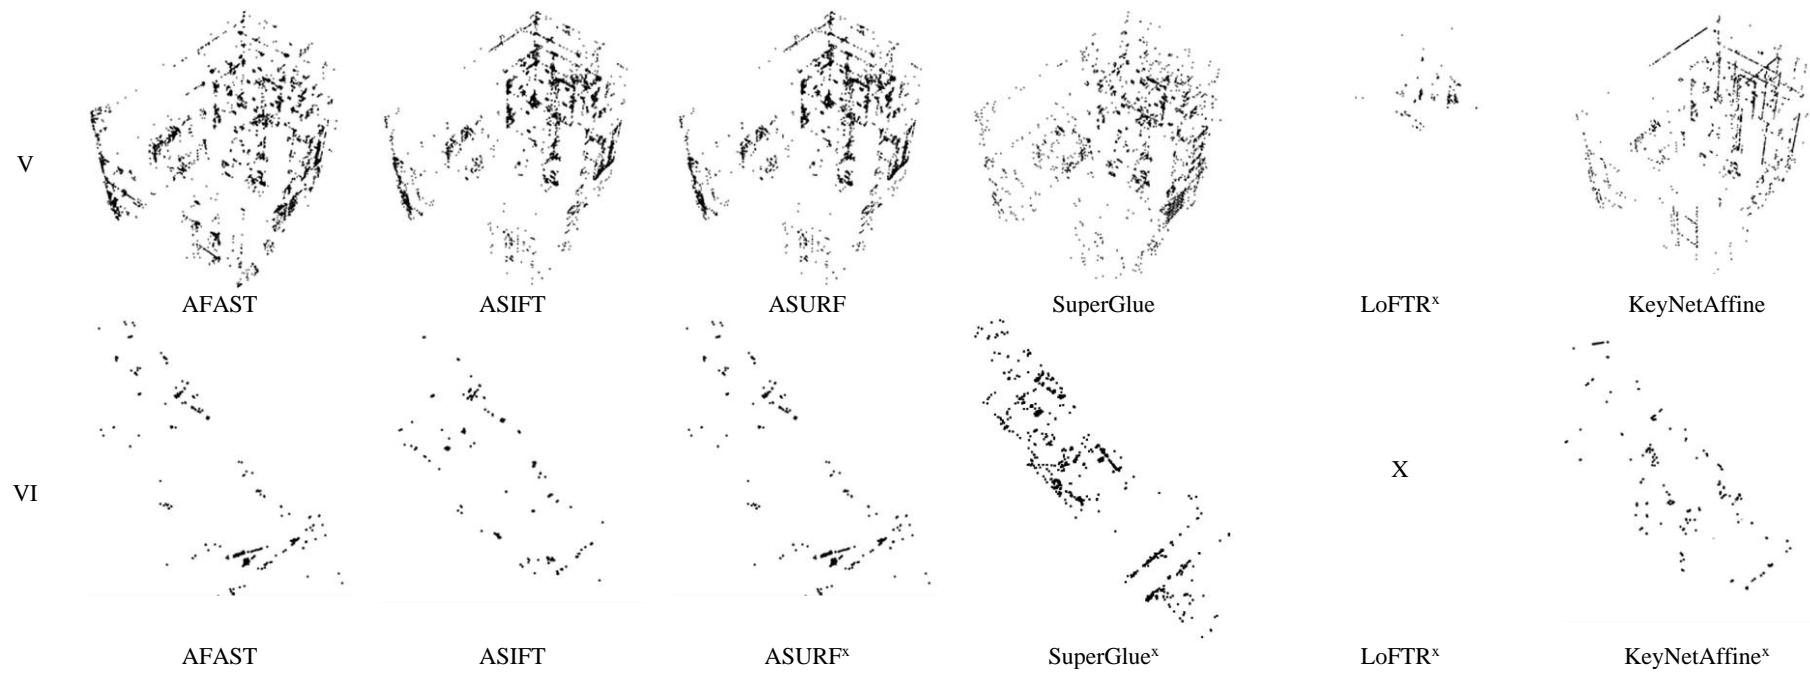 V
AFAST ASIFT ASURF SuperGlue LoFTRˣ KeyNetAffine
VI
X
AFAST ASIFT ASURFˣ SuperGlueˣ LoFTRˣ KeyNetAffineˣ